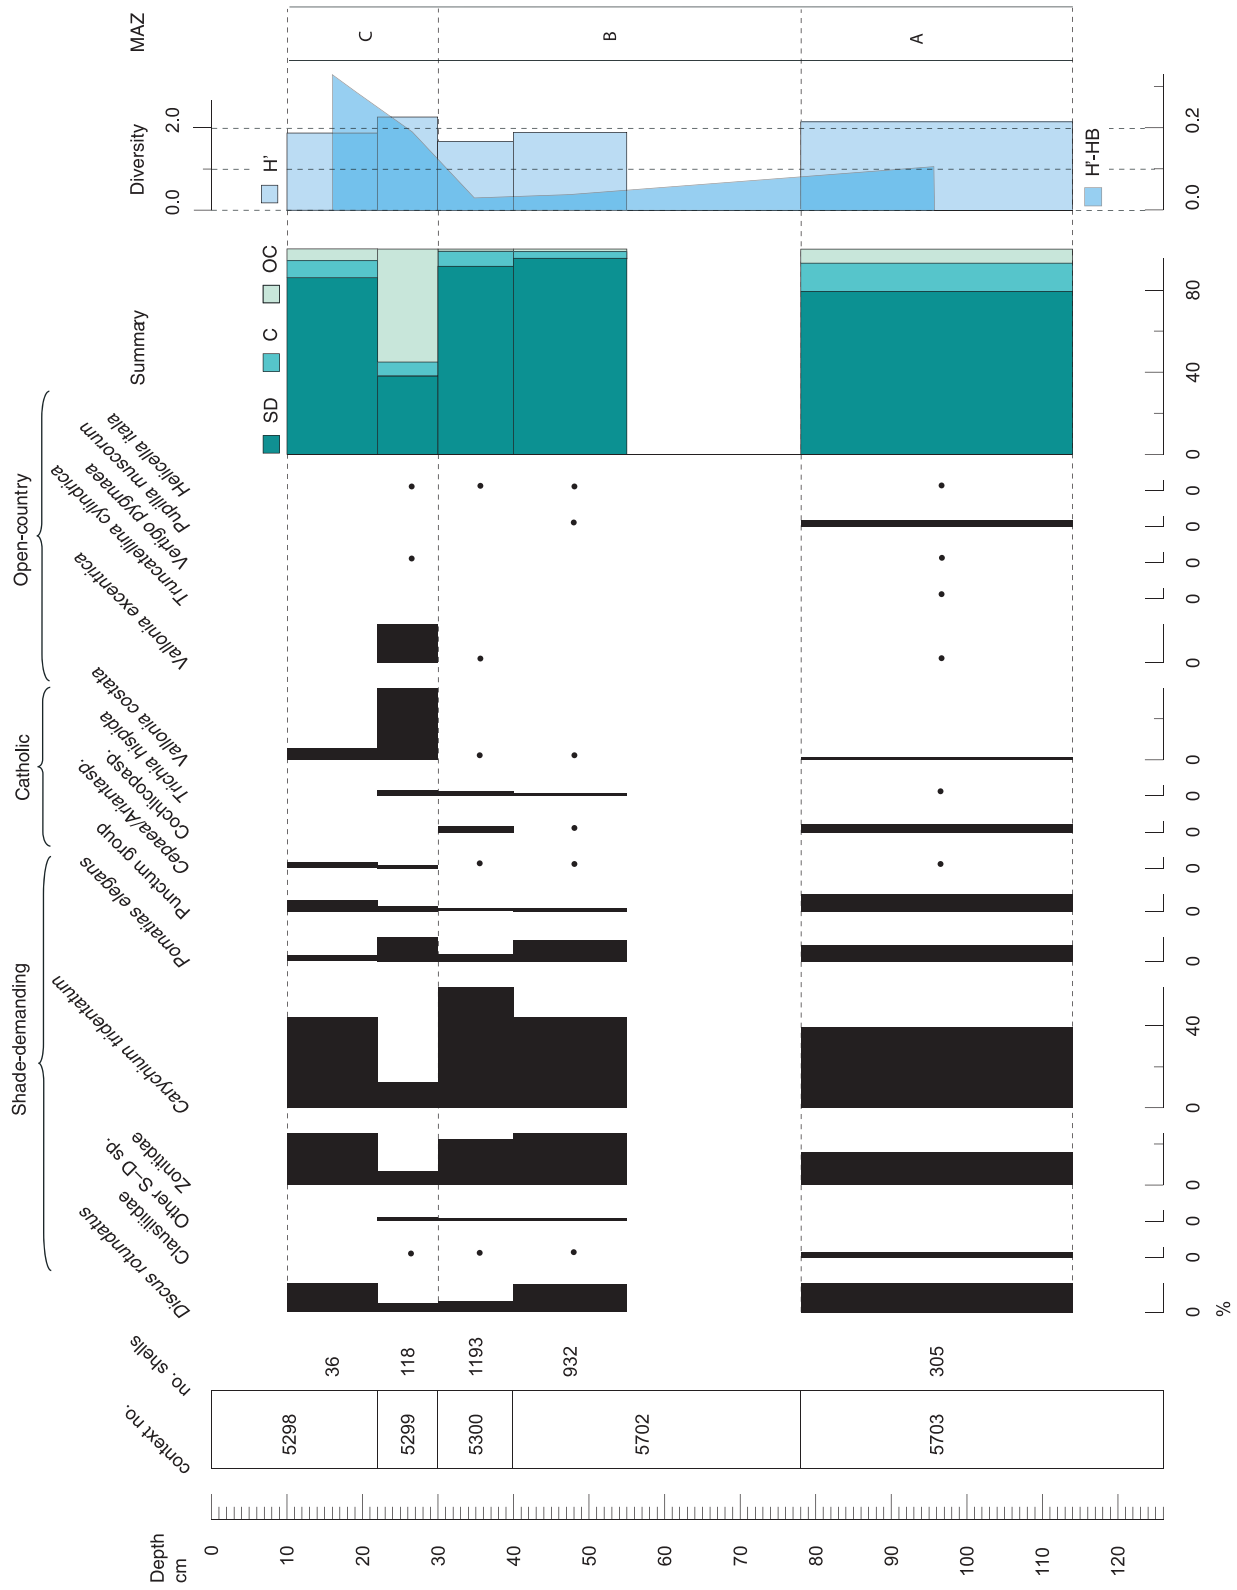 Depth
cm
context no.
no. shells
Shade-demanding
Discus rotundatus
Clausiliidae
Other S–D sp.
Zonitidae
Carychium tridentatum
Pomatias elegans
Punctum group
Catholic
Cepaea/Ariantasp.
Cochlicopasp.
Trichia hispida
Vallonia costata
Open-country
Vallonia excentrica
Truncatellina cylindrica
Vertigo pygmaea
Pupilla muscorum
Helicella itala
Summary
SD C OC
Diversity
0.0 2.0
H'
MAZ
0
10
20
30
40
50
60
70
80
90
100
110
120
5298
5299
5300
5702
5703
36
118
1193
932
305
C
B
A
%
0
0
0
0
0 40
0
0
0
0
0
0
0
0
0
0
0
0 40 80
0.0 0.2
H'-HB